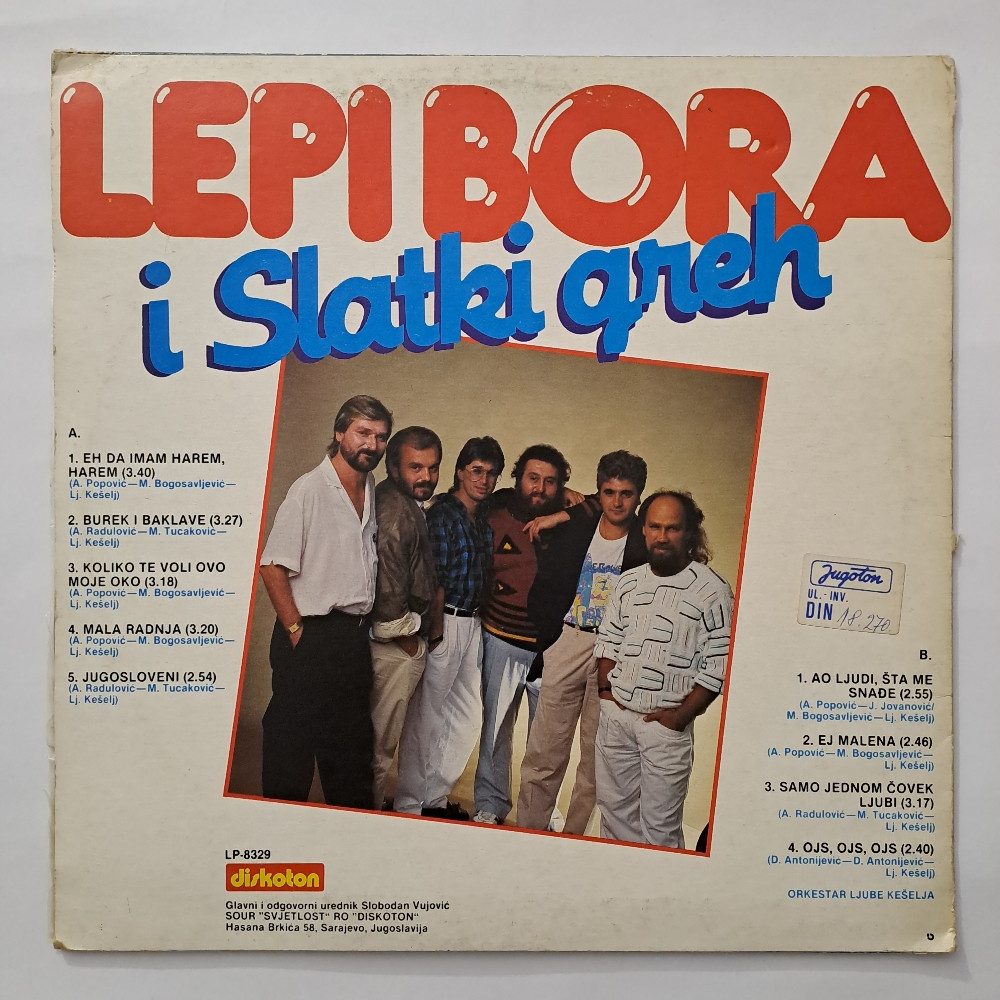 LEPI BORA
i Slatki greh
A.
1. EH DA IMAM HAREM,
HAREM (3.40)
(A. Popović—M. Bogosavljević—
Lj. Kešelj)
2. BUREK I BAKLAVE (3.27)
(A. Radulović—M. Tucaković—
Lj. Kešelj)
3. KOLIKO TE VOLI OVO
MOJE OKO (3.18)
(A. Popović—M. Bogosavljević—
Lj. Kešelj)
4. MALA RADNJA (3.20)
(A. Popović—M. Bogosavljević—
Lj. Kešelj)
5. JUGOSLOVENI (2.54)
(A. Radulović—M. Tucaković—
Lj. Kešelj)
Jugoton
UL.-INV.
DIN 18.270
B.
1. AO LJUDI, ŠTA ME
SNAĐE (2.55)
(A. Popović—J. Jovanović/
M. Bogosavljević—Lj. Kešelj)
2. EJ MALENA (2.46)
(A. Popović—M. Bogosavljević—
Lj. Kešelj)
3. SAMO JEDNOM ČOVEK
LJUBI (3.17)
(A. Radulović—M. Tucaković—
Lj. Kešelj)
4. OJS, OJS, OJS (2.40)
(D. Antonijević—D. Antonijević—
Lj. Kešelj)
ORKESTAR LJUBE KEŠELJA
LP-8329
diskoton
Glavni i odgovorni urednik Slobodan Vujović
SOUR "SVJETLOST" RO "DISKOTON"
Hasana Brkića 58, Sarajevo, Jugoslavija